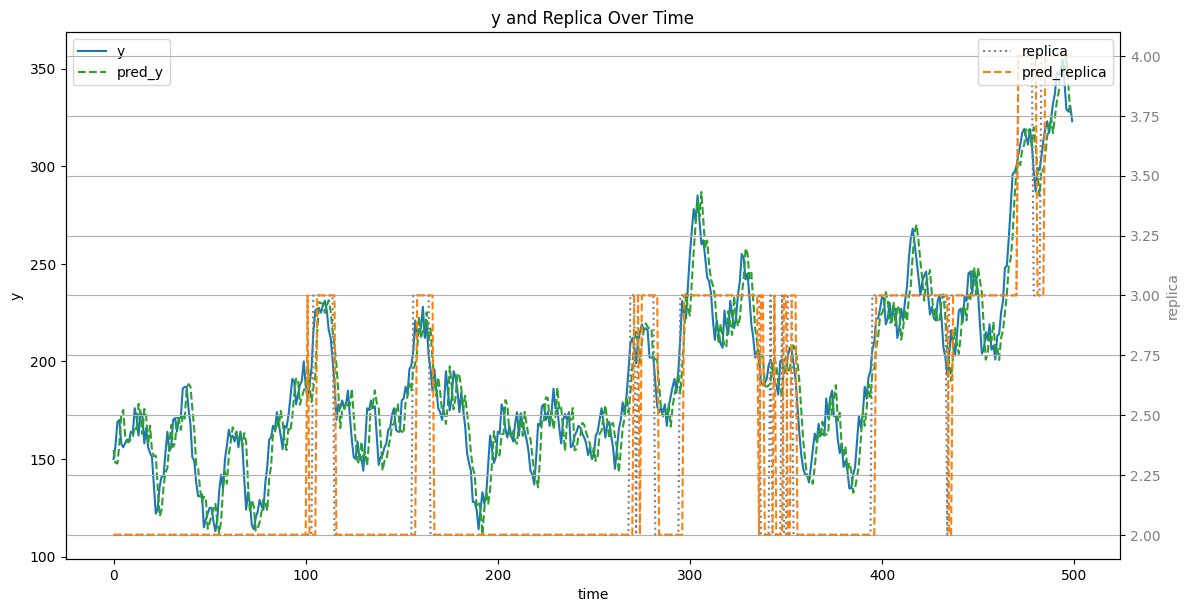 y and Replica Over Time
y
pred_y
replica
pred_replica
350
300
250
200
150
100
y
4.00
3.75
3.50
3.25
3.00
2.75
2.50
2.25
2.00
replica
0
100
200
300
400
500
time